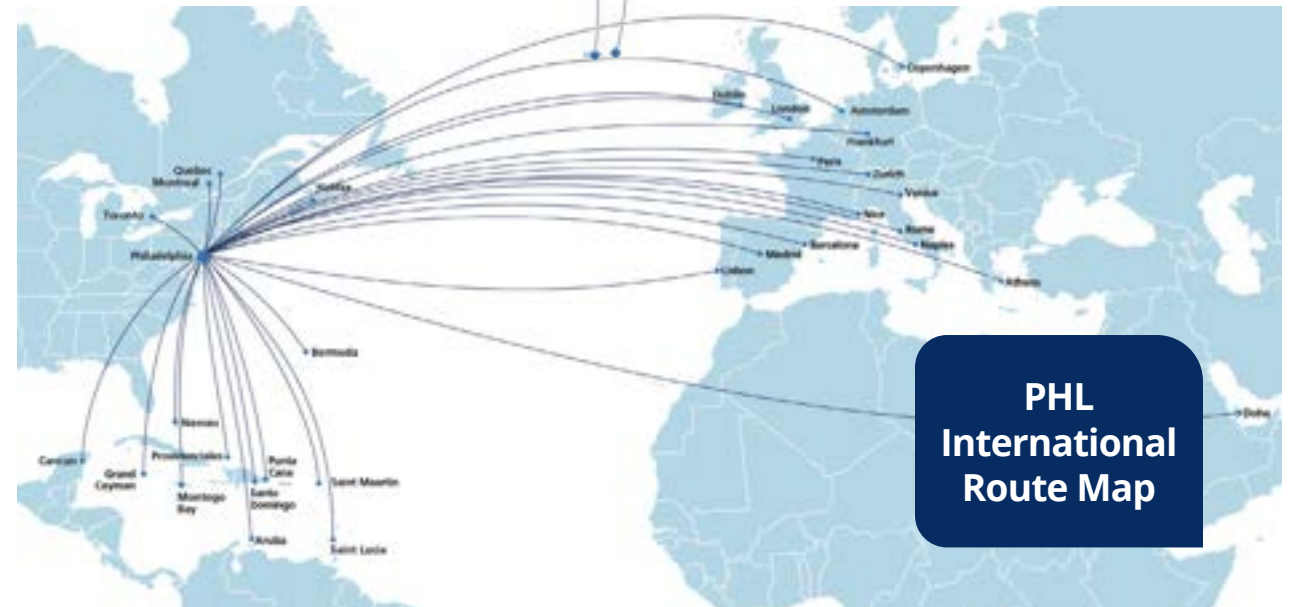 Copenhagen
Dublin
London
Amsterdam
Frankfurt
Paris
Zurich
Venice
Quebec
Montreal
Halifax
Toronto
Nice
Rome
Naples
Barcelona
Madrid
Philadelphia
Lisbon
Athens
Bermuda
PHL
International
Route Map
Doha
Nassau
Cancun
Providenciales
Grand
Cayman
Punta
Cana
Montego
Bay
Santo
Domingo
Saint Maarten
Aruba
Saint Lucia